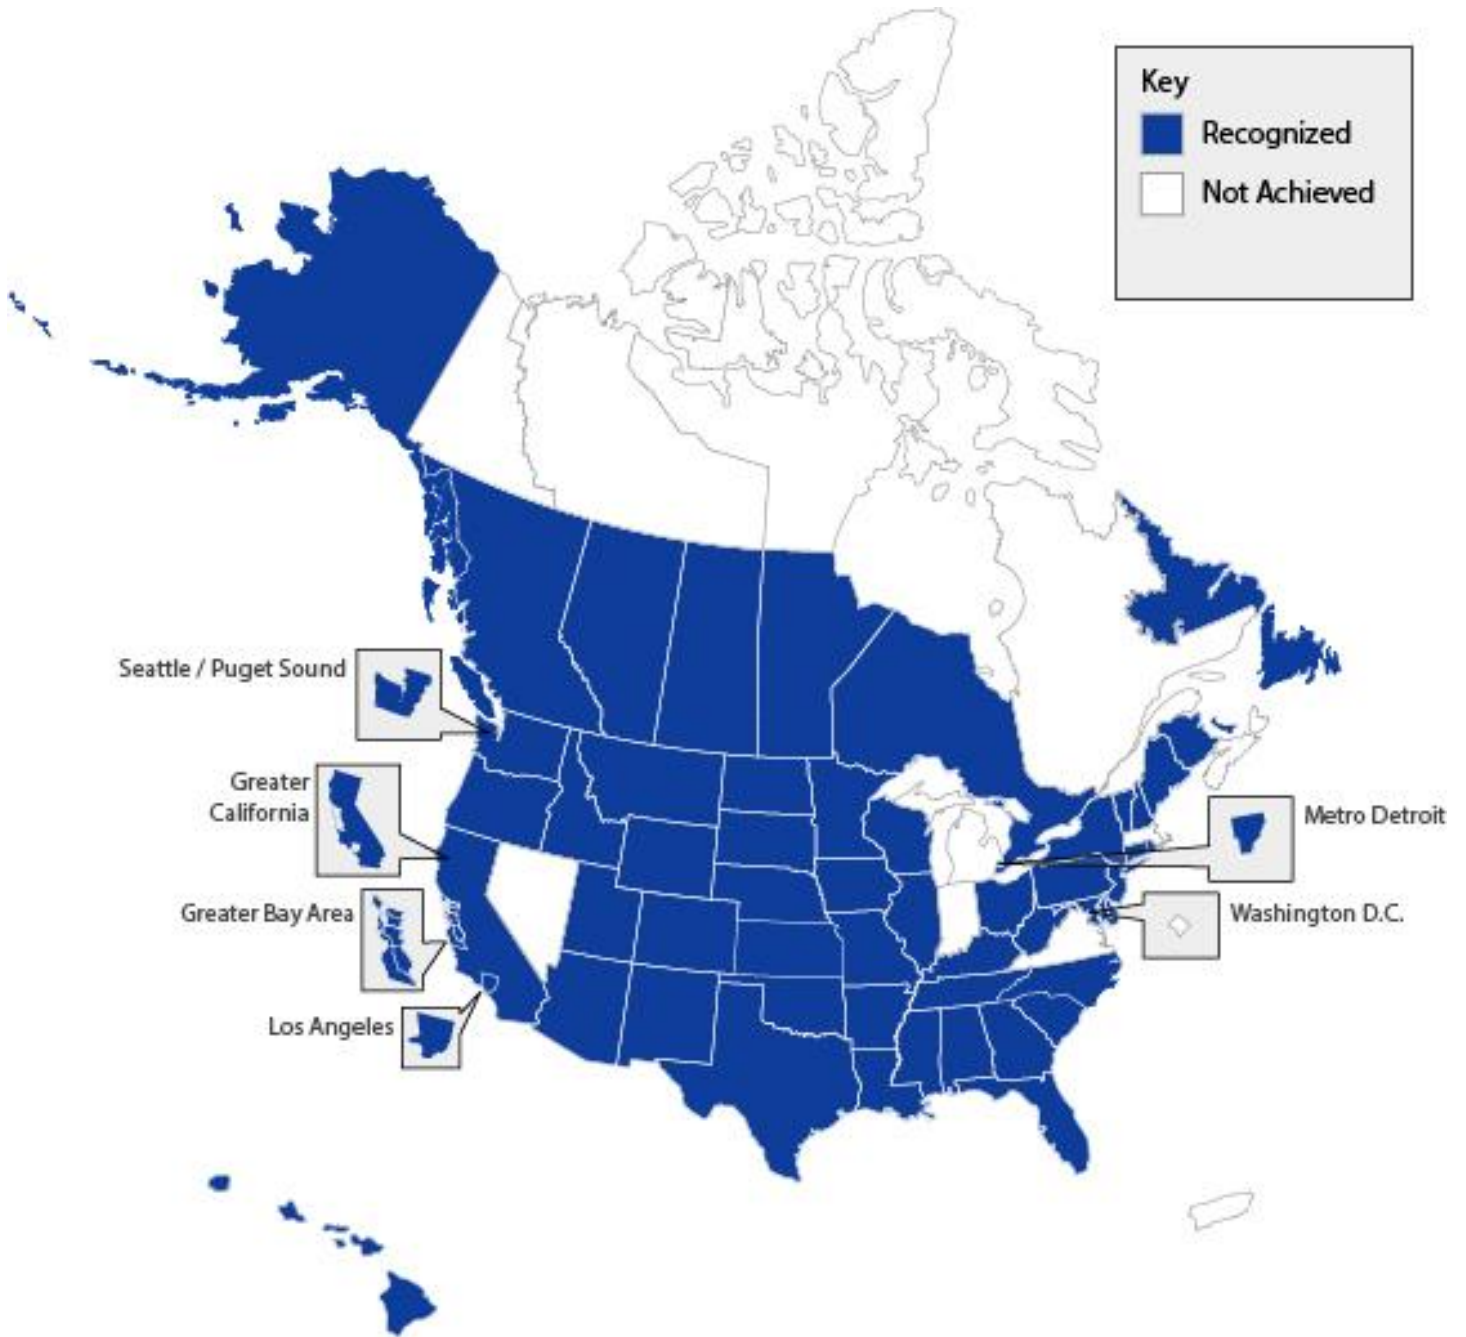 Key
Recognized
Not Achieved
Seattle / Puget Sound
Greater
California
Metro Detroit
Greater Bay Area
Washington D.C.
Los Angeles